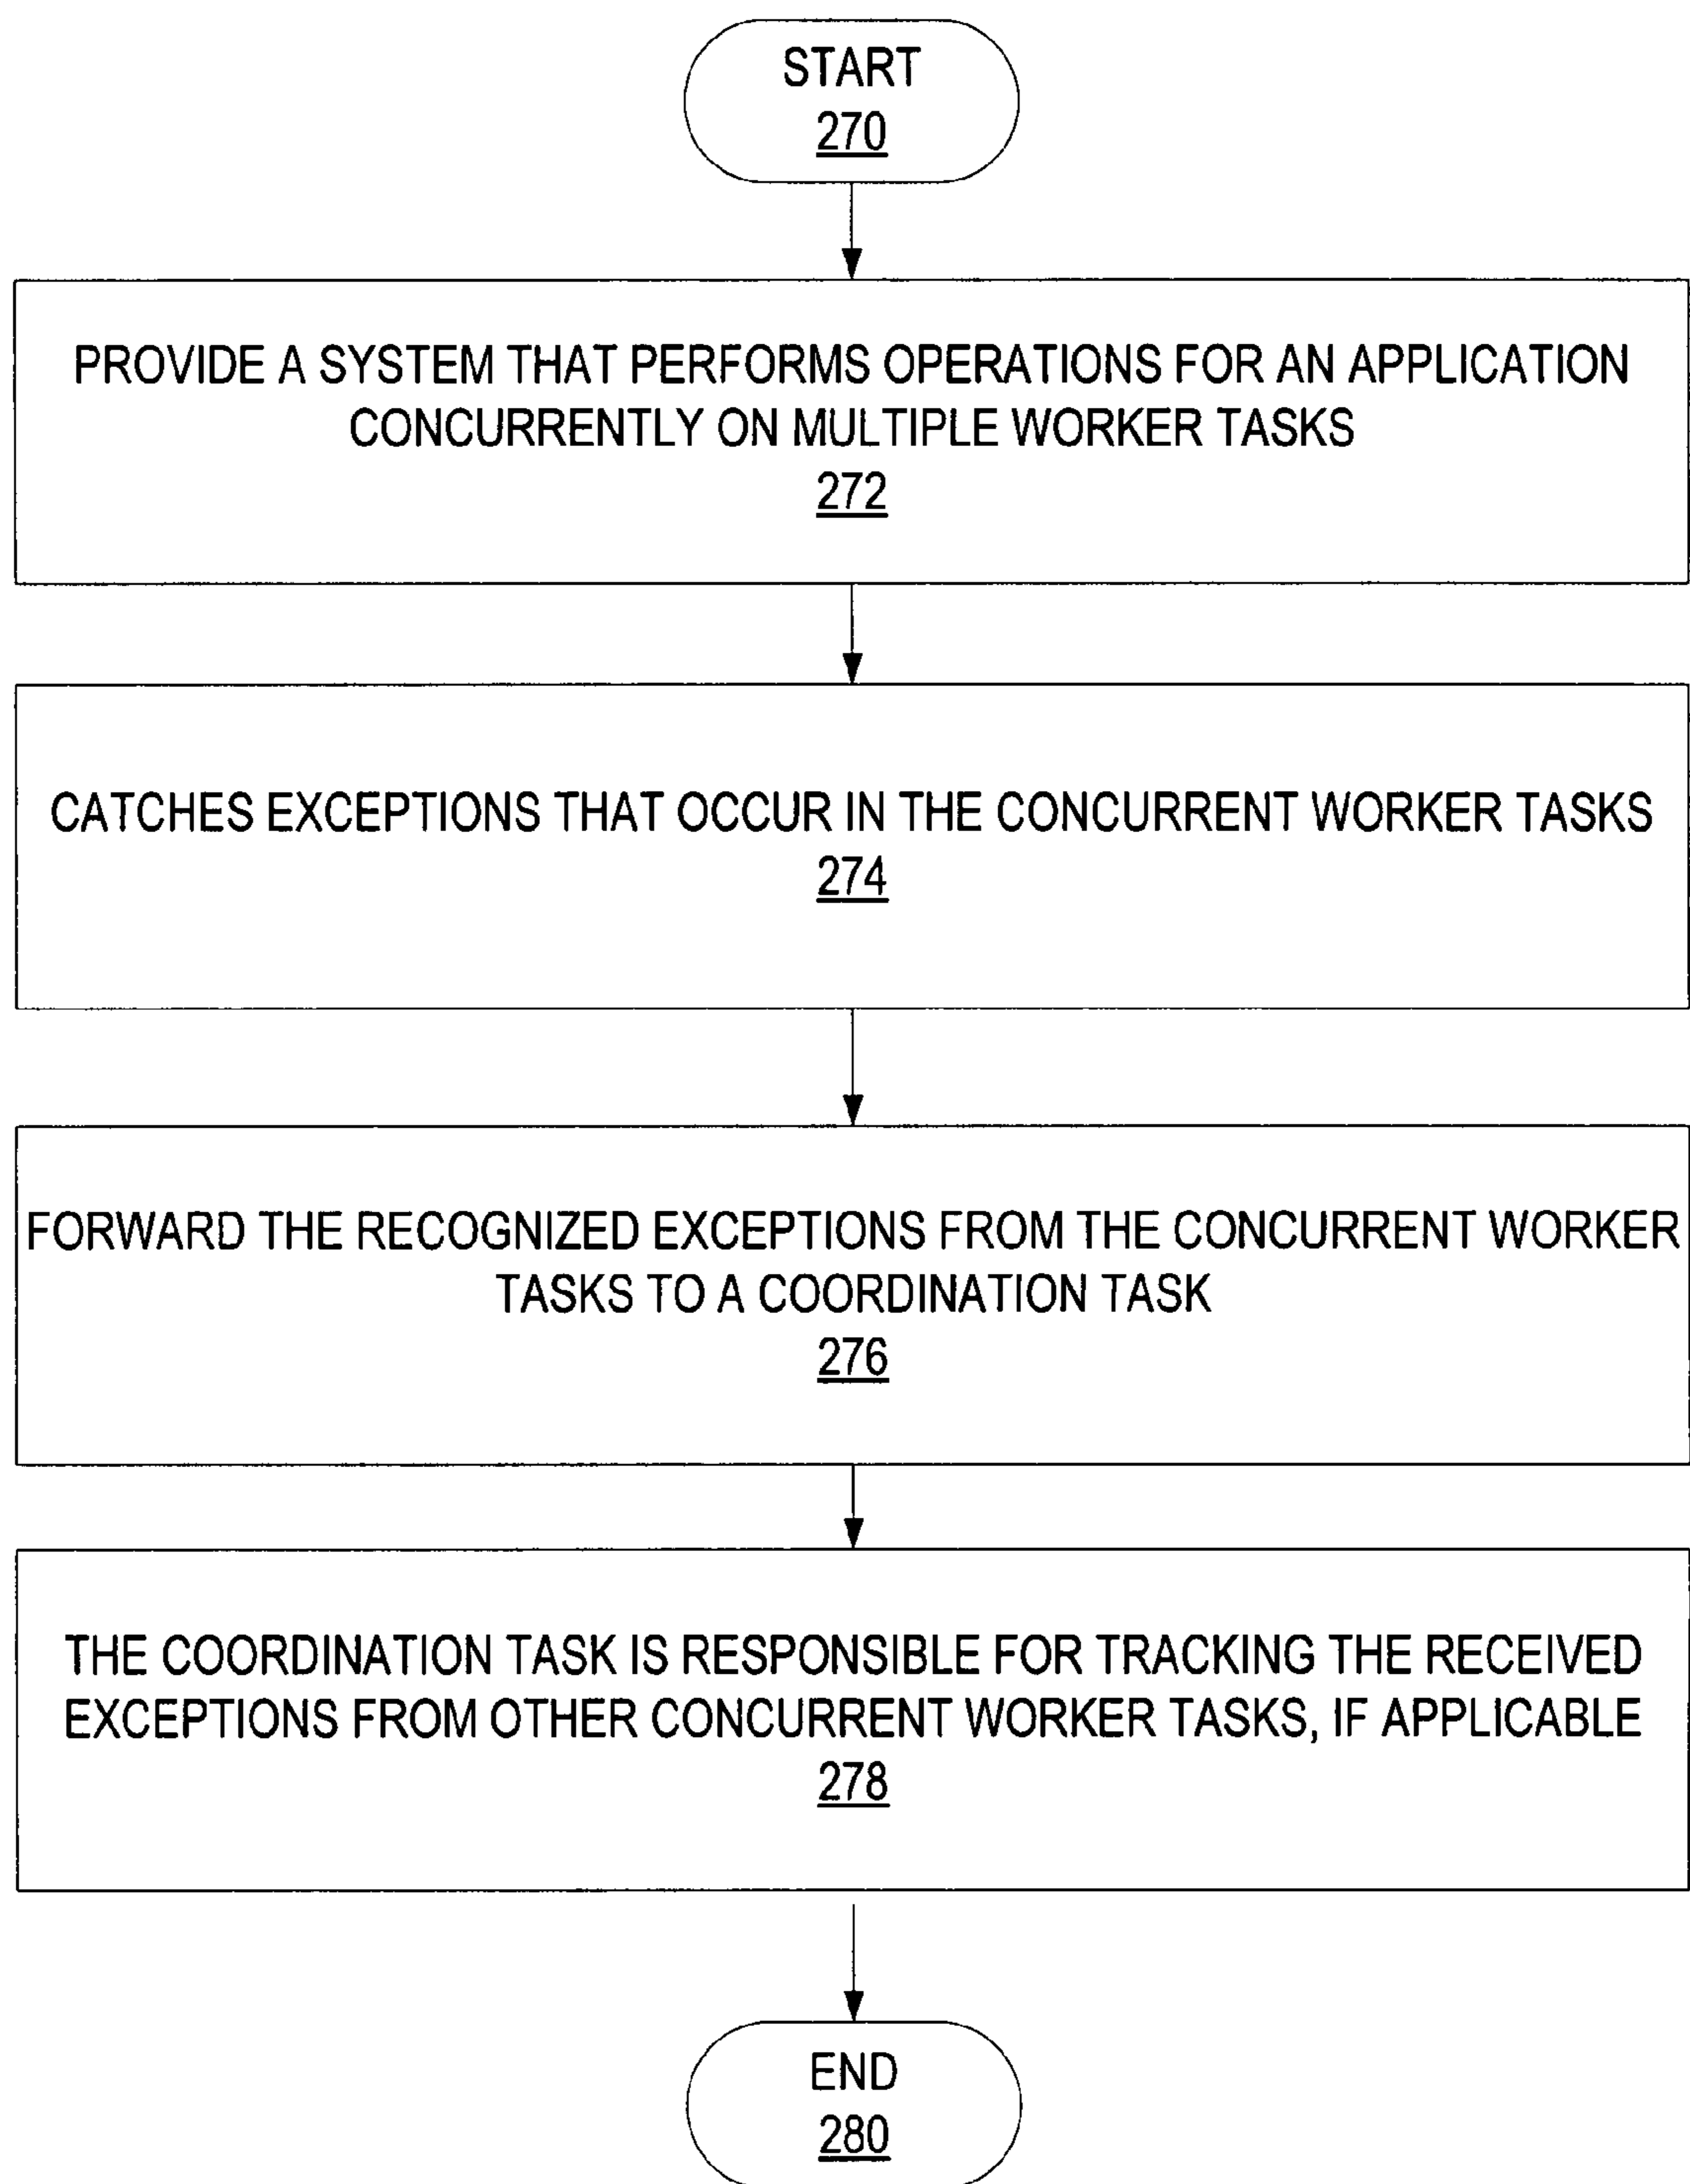 START
270
PROVIDE A SYSTEM THAT PERFORMS OPERATIONS FOR AN APPLICATION
CONCURRENTLY ON MULTIPLE WORKER TASKS
272
CATCHES EXCEPTIONS THAT OCCUR IN THE CONCURRENT WORKER TASKS
274
FORWARD THE RECOGNIZED EXCEPTIONS FROM THE CONCURRENT WORKER
TASKS TO A COORDINATION TASK
276
THE COORDINATION TASK IS RESPONSIBLE FOR TRACKING THE RECEIVED
EXCEPTIONS FROM OTHER CONCURRENT WORKER TASKS, IF APPLICABLE
278
END
280